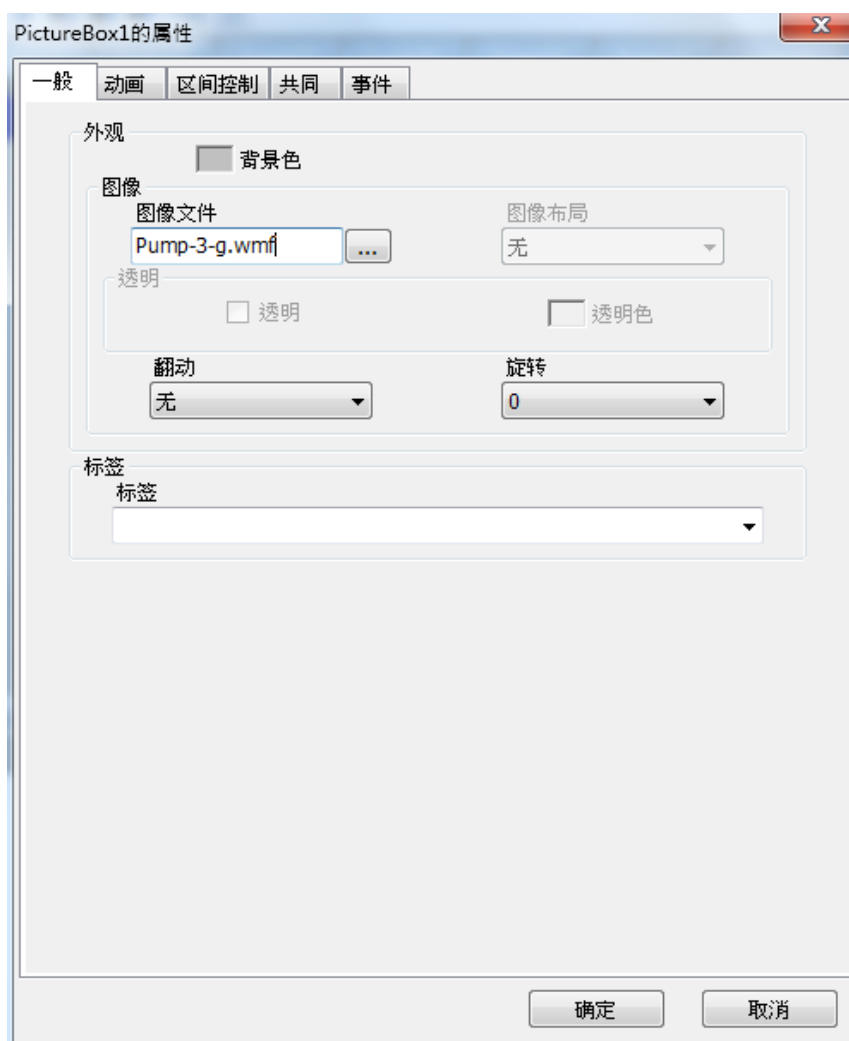 PictureBox1的属性
一般 动画 区间控制 共同 事件
外观
背景色
图像
图像文件 图像布局
Pump-3-g.wmf ... 无
透明
透明 透明色
翻动 旋转
无 0
标签
标签
确定 取消